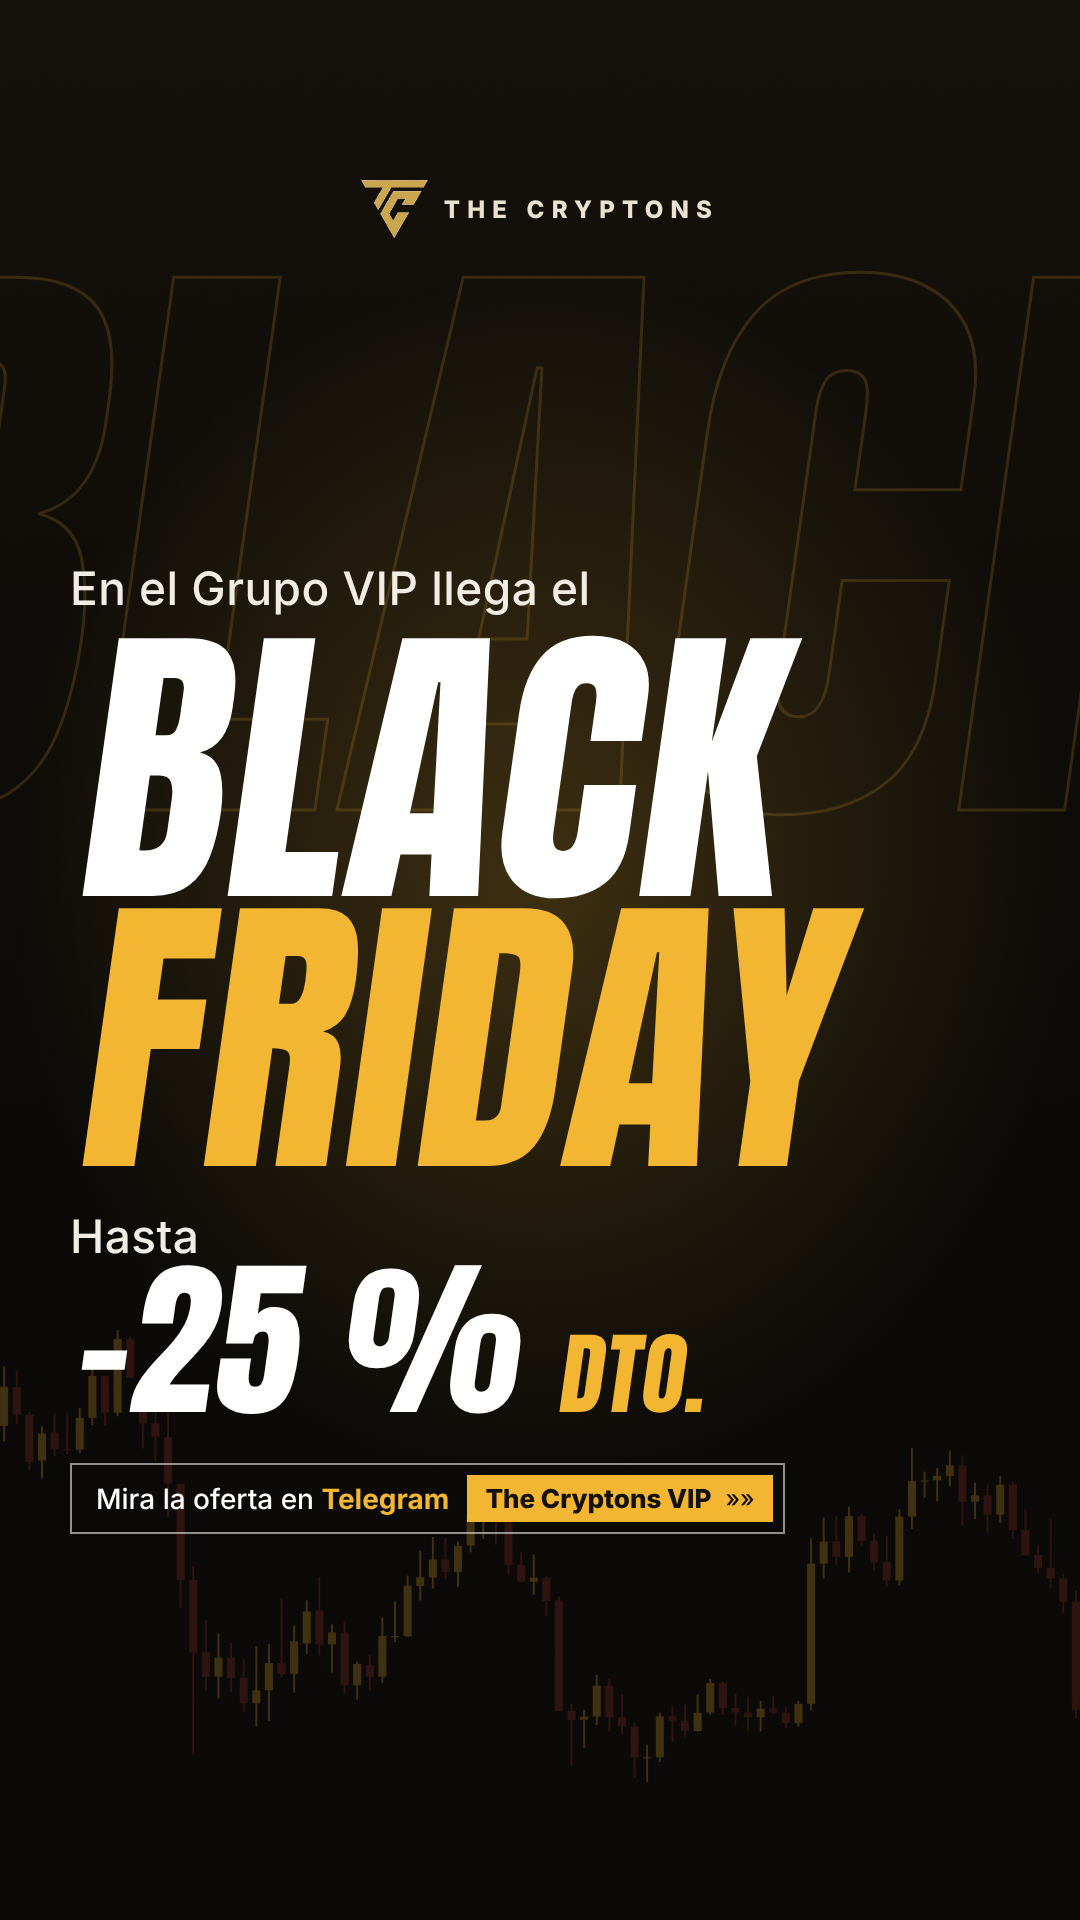 THE CRYPTONS
BLACK
En el Grupo VIP llega el
BLACK
FRIDAY
Hasta
-25 % DTO.
Mira la oferta en Telegram The Cryptons VIP »»